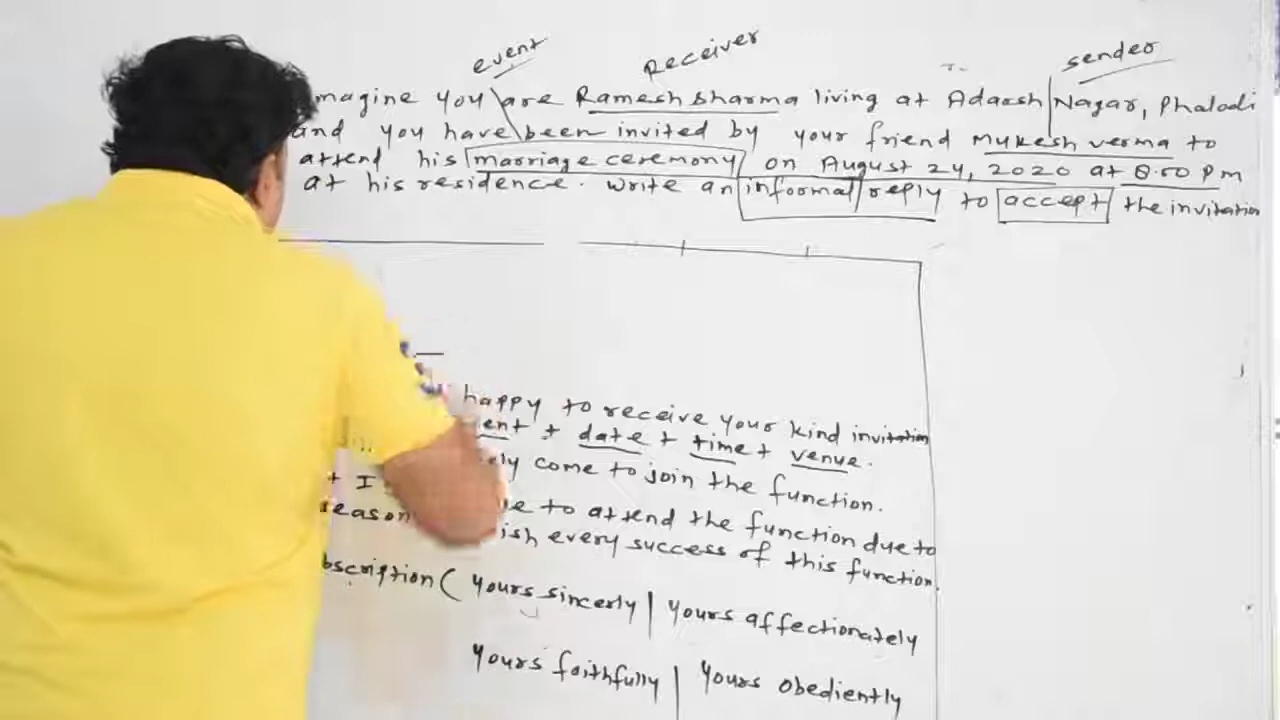 event
Receiver
sender
magine you are Ramesh sharma living at Adarsh Nagar, Phalodi
and you have been invited by your friend Mukesh verma to
attend his marriage ceremony on August 24, 2020 at 8.00 pm
at his residence. write an informal reply to accept the invitation
happy to receive your kind invitation
ent + date + time + venue.
ely come to join the function.
+ I
reason
e to attend the function due to
ish every success of this function.
bscription ( yours sincerly | yours affectionately
yours faithfully | yours obediently